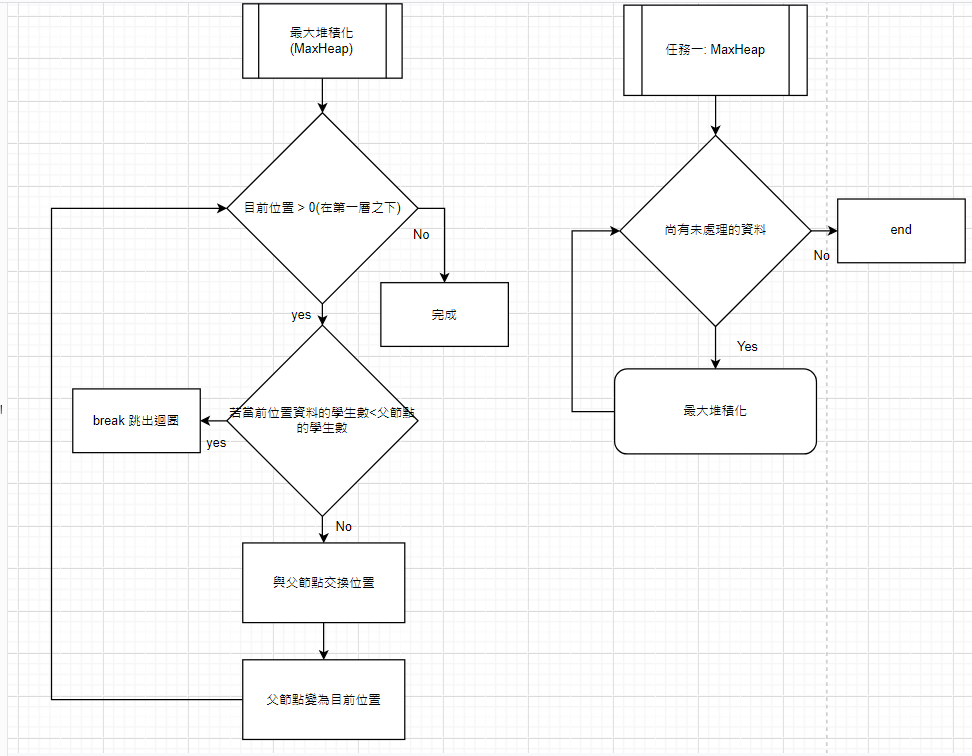 最大堆積化
(MaxHeap)
目前位置 > 0(在第一層之下)
No
完成
yes
若當前位置資料的學生數<父節點
的學生數
yes
break 跳出迴圈
No
與父節點交換位置
父節點變為目前位置
任務一: MaxHeap
尚有未處理的資料
No
end
Yes
最大堆積化
!